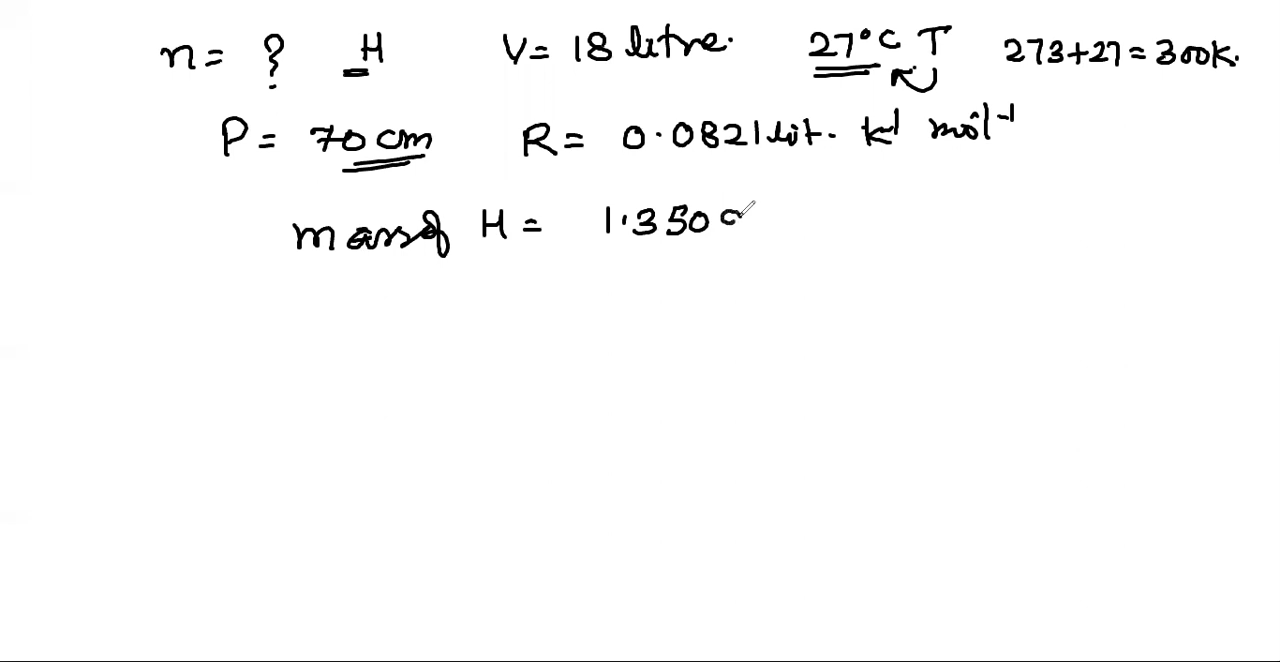 n = ? H V = 18 litre. 27°C T 273+27 = 300K.
P = 70 cm R = 0.0821 lit. K⁻¹ mol⁻¹
mass of H = 1.350